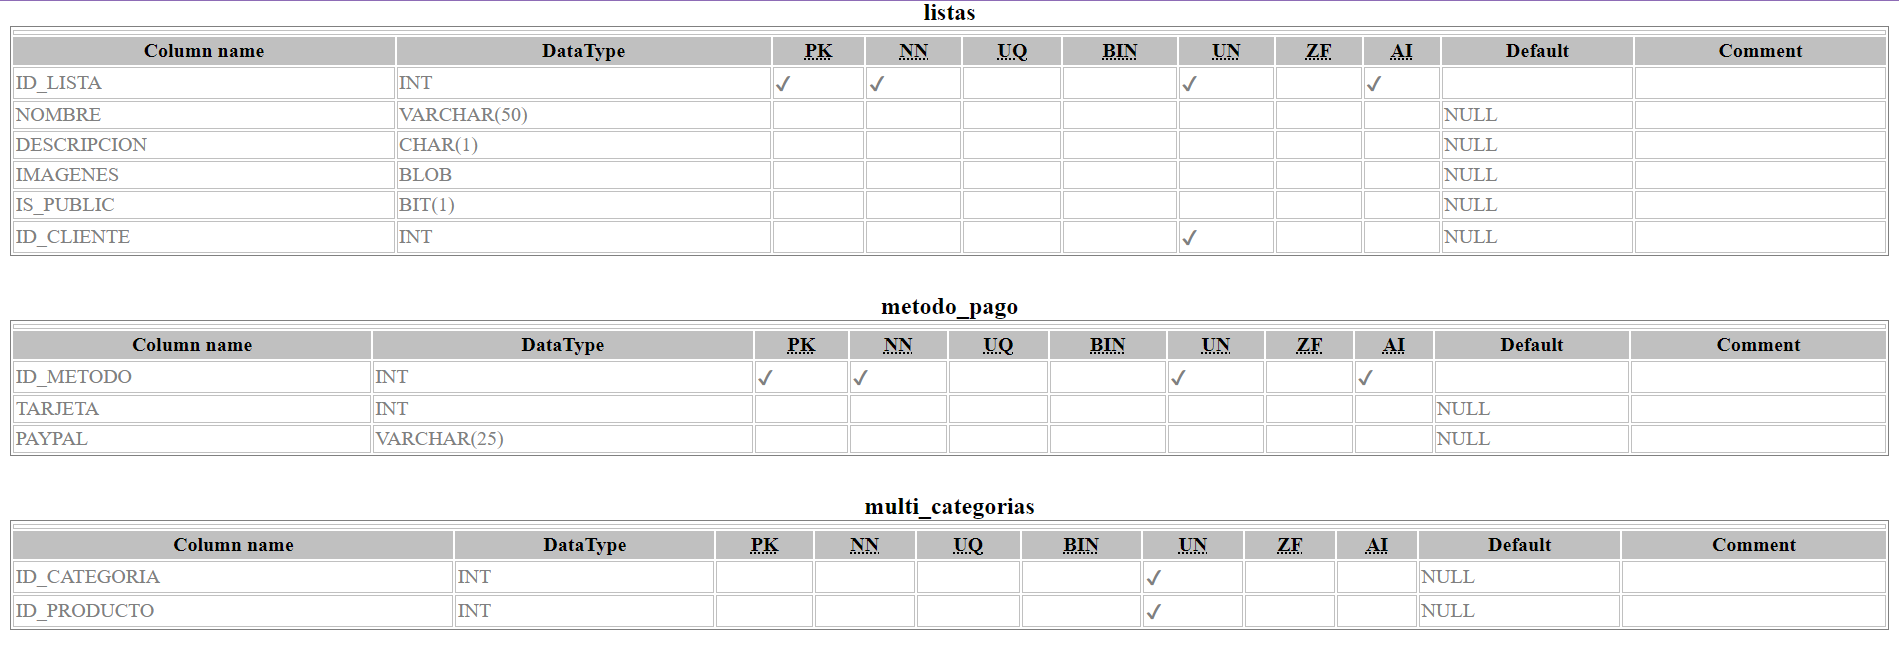 listas
Column name DataType PK NN UQ BIN UN ZF AI Default Comment
ID_LISTA INT ✓ ✓ ✓ ✓
NOMBRE VARCHAR(50) NULL
DESCRIPCION CHAR(1) NULL
IMAGENES BLOB NULL
IS_PUBLIC BIT(1) NULL
ID_CLIENTE INT ✓ NULL
metodo_pago
Column name DataType PK NN UQ BIN UN ZF AI Default Comment
ID_METODO INT ✓ ✓ ✓ ✓
TARJETA INT NULL
PAYPAL VARCHAR(25) NULL
multi_categorias
Column name DataType PK NN UQ BIN UN ZF AI Default Comment
ID_CATEGORIA INT ✓ NULL
ID_PRODUCTO INT ✓ NULL